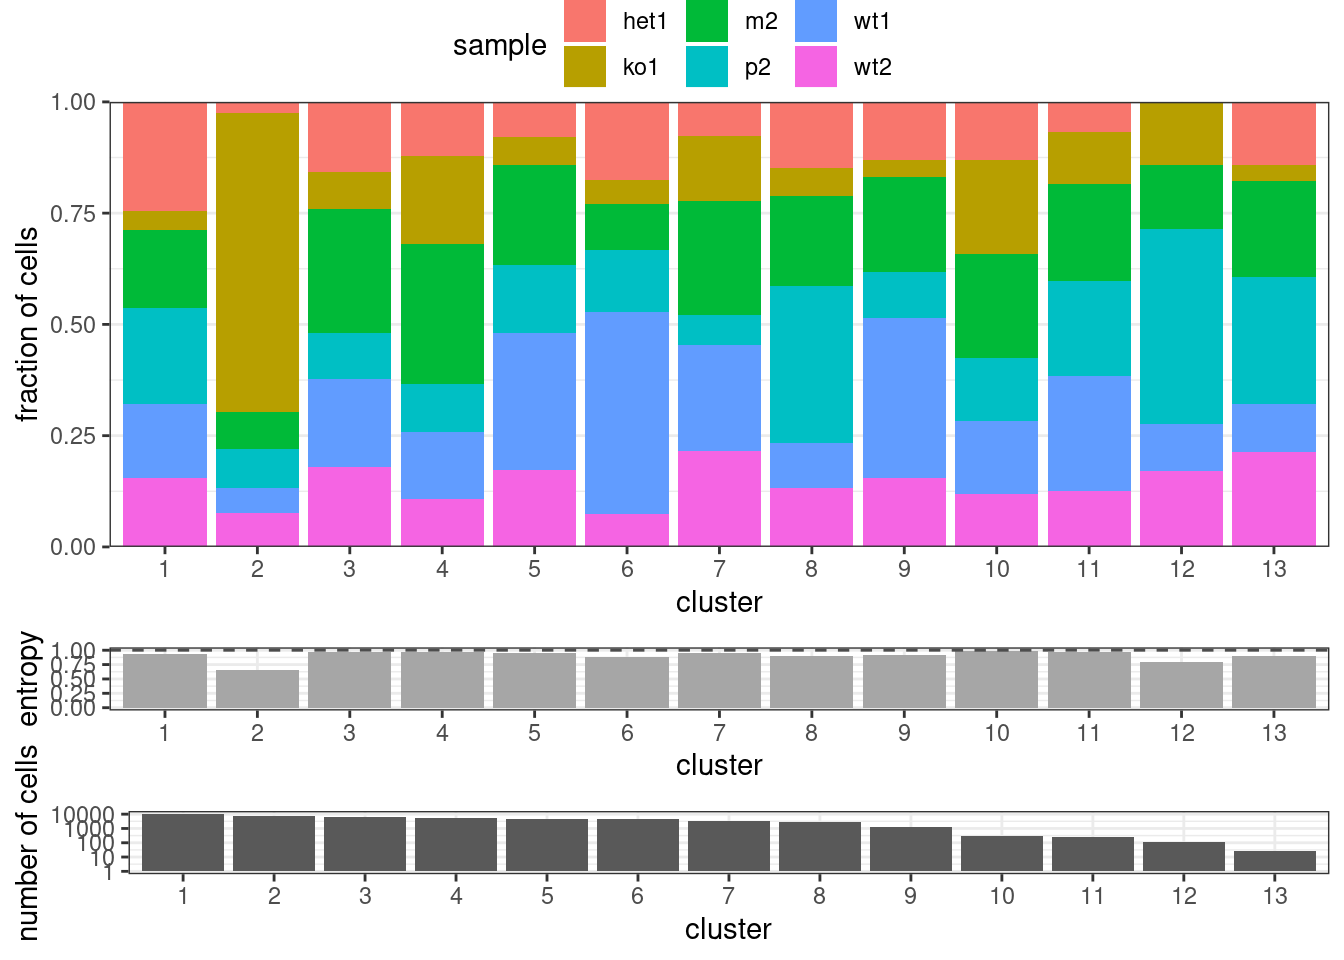 sample
het1 m2 wt1
ko1 p2 wt2
fraction of cells
1.00
0.75
0.50
0.25
0.00
1 2 3 4 5 6 7 8 9 10 11 12 13
cluster
entropy
1.00
0.75
0.50
0.25
0.00
1 2 3 4 5 6 7 8 9 10 11 12 13
cluster
number of cells
10000
1000
100
10
1
1 2 3 4 5 6 7 8 9 10 11 12 13
cluster